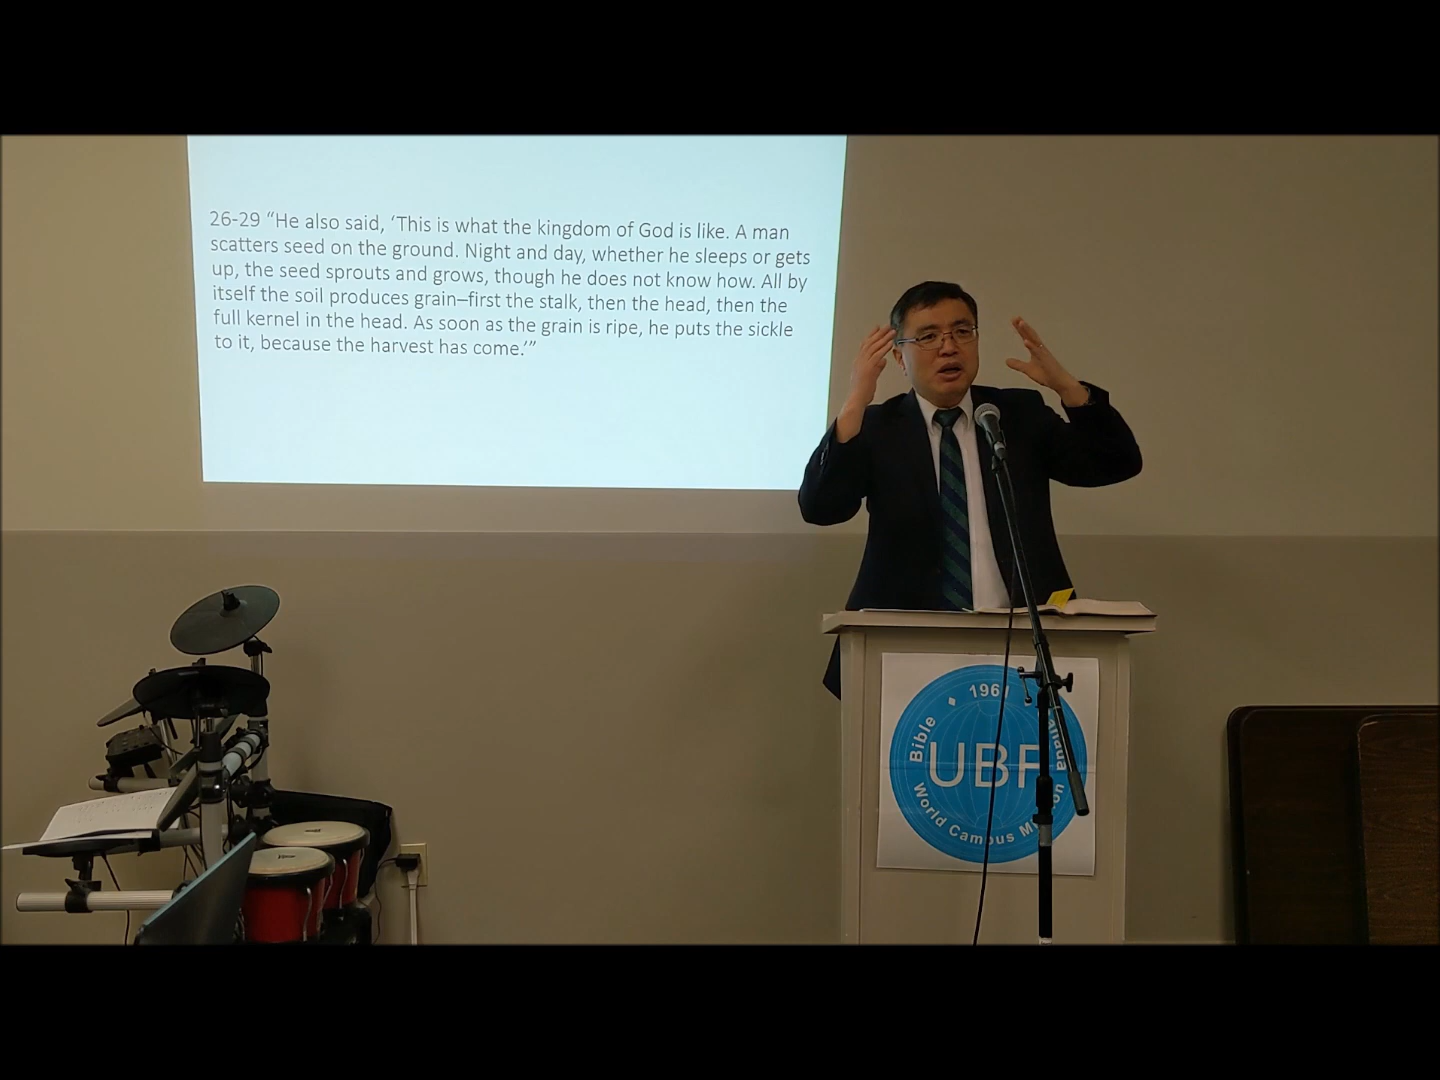 26-29 “He also said, ‘This is what the kingdom of God is like. A man
scatters seed on the ground. Night and day, whether he sleeps or gets
up, the seed sprouts and grows, though he does not know how. All by
itself the soil produces grain–first the stalk, then the head, then the
full kernel in the head. As soon as the grain is ripe, he puts the sickle
to it, because the harvest has come.’”
1961
Bible
UBF
World Campus